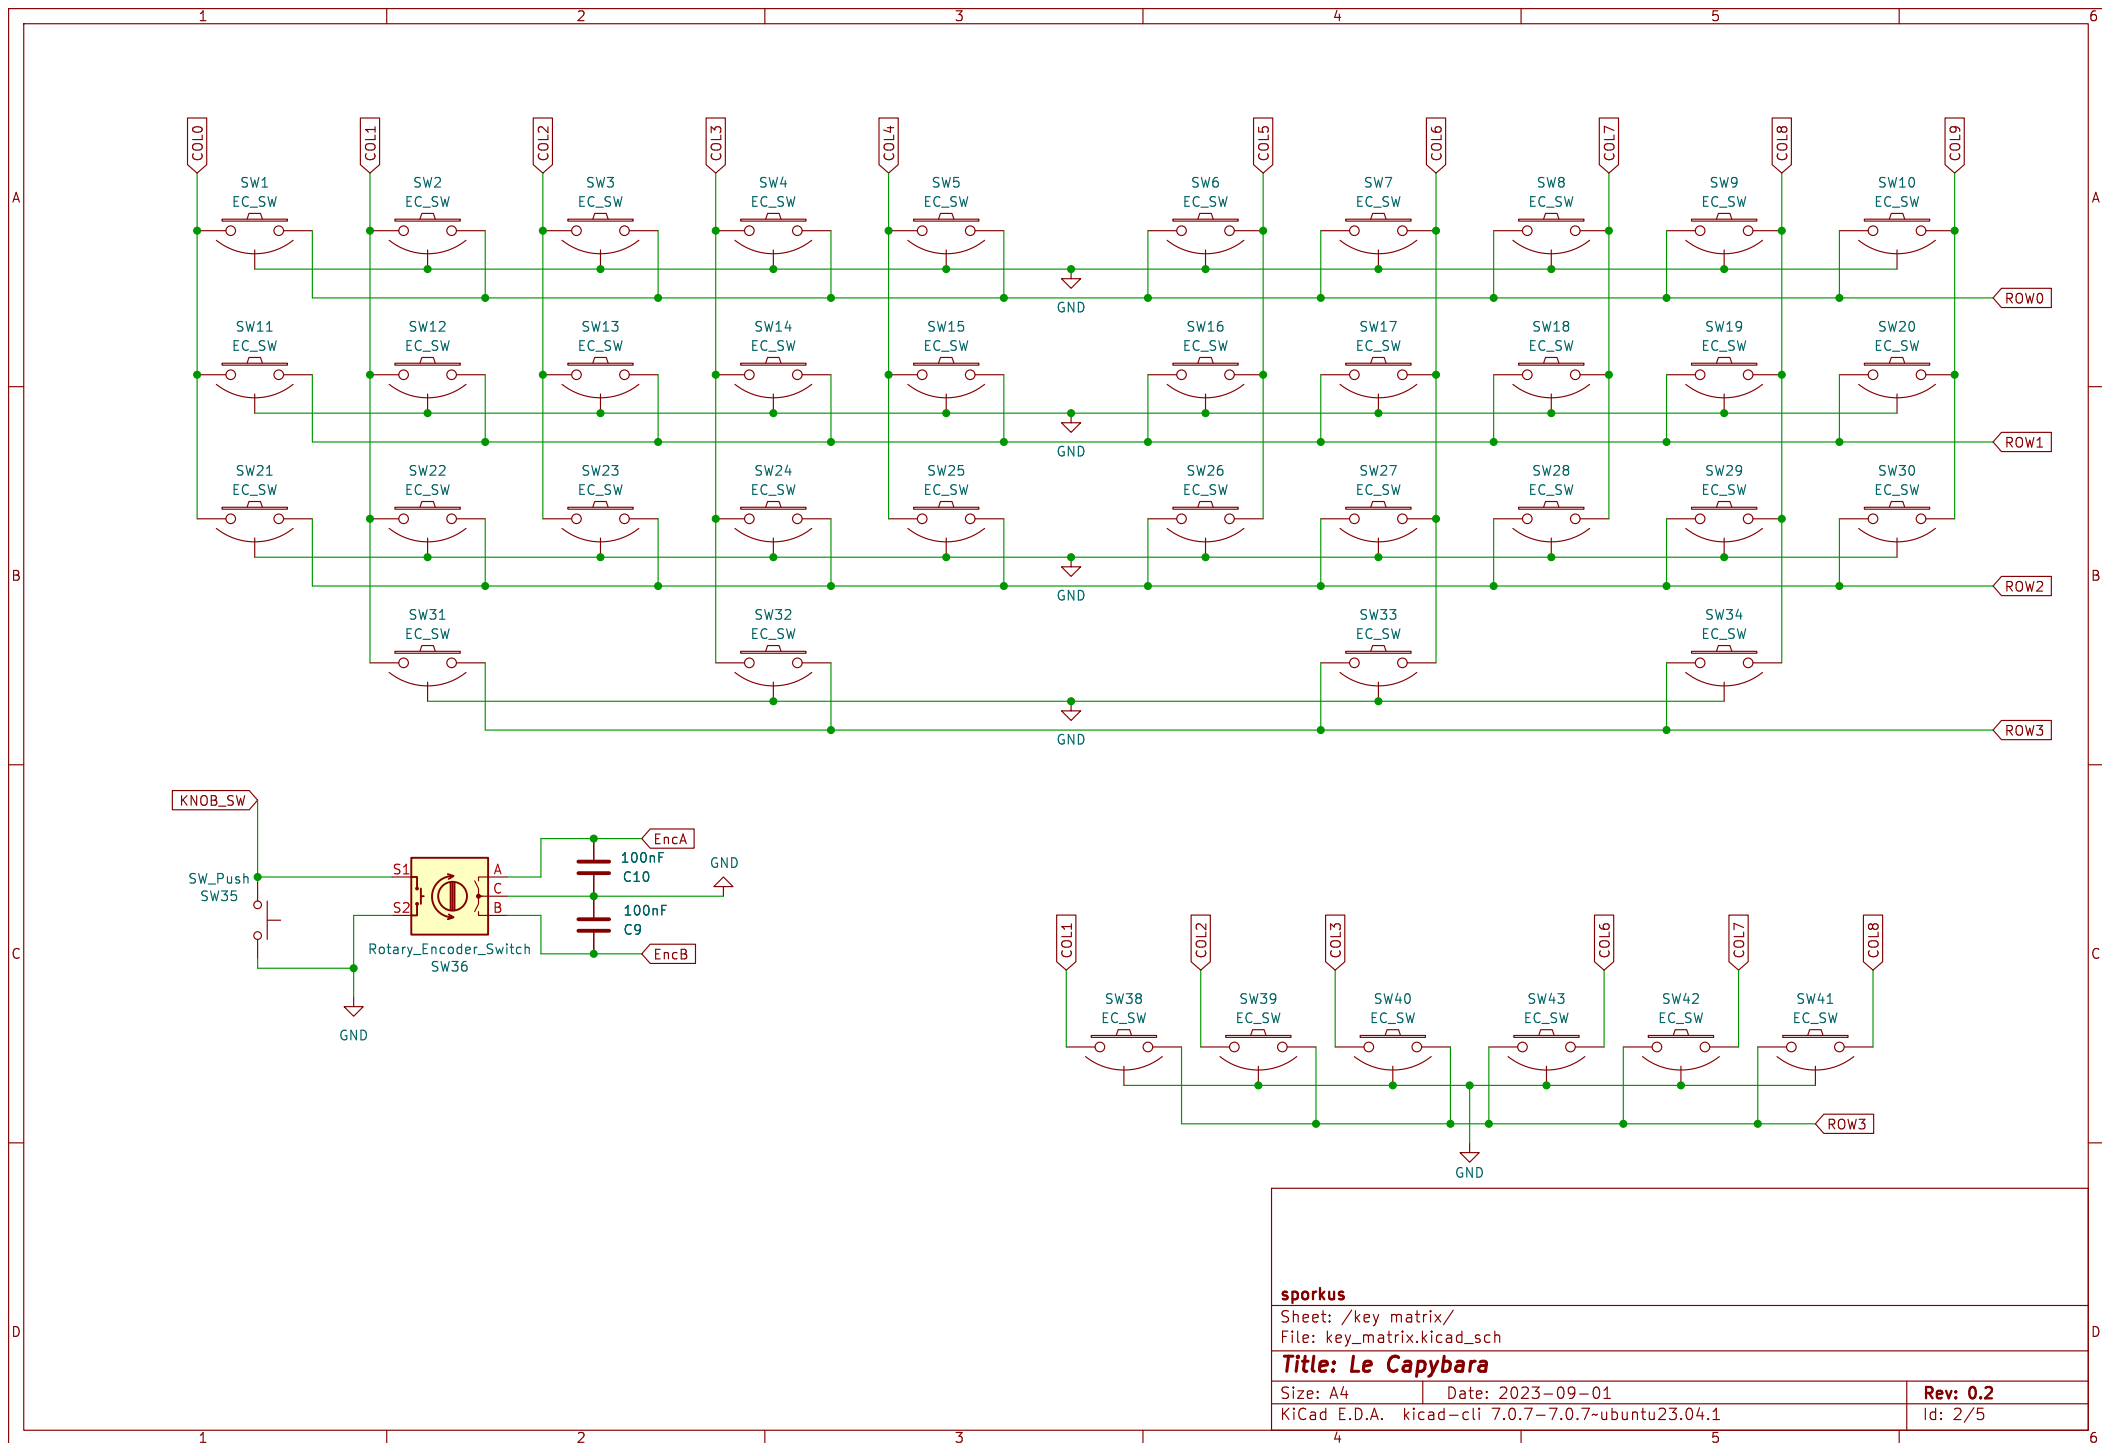 1 2 3 4 5 6
COL0 COL1 COL2 COL3 COL4 COL5 COL6 COL7 COL8 COL9
A A
SW1 SW2 SW3 SW4 SW5 SW6 SW7 SW8 SW9 SW10
EC_SW EC_SW EC_SW EC_SW EC_SW EC_SW EC_SW EC_SW EC_SW EC_SW
ROW0
GND
SW11 SW12 SW13 SW14 SW15 SW16 SW17 SW18 SW19 SW20
EC_SW EC_SW EC_SW EC_SW EC_SW EC_SW EC_SW EC_SW EC_SW EC_SW
ROW1
GND
SW21 SW22 SW23 SW24 SW25 SW26 SW27 SW28 SW29 SW30
EC_SW EC_SW EC_SW EC_SW EC_SW EC_SW EC_SW EC_SW EC_SW EC_SW
B B
ROW2
GND
SW31 SW32 SW33 SW34
EC_SW EC_SW EC_SW EC_SW
ROW3
GND
KNOB_SW
EncA
100nF
C10
GND
SW_Push
SW35
S1
S2
A
C
B
100nF
C9
Rotary_Encoder_Switch
SW36
EncB
GND
C C
COL1 COL2 COL3 COL6 COL7 COL8
SW38 SW39 SW40 SW43 SW42 SW41
EC_SW EC_SW EC_SW EC_SW EC_SW EC_SW
ROW3
GND
sporkus
Sheet: /key matrix/
File: key_matrix.kicad_sch
D D
Title: Le Capybara
Size: A4 Date: 2023-09-01 Rev: 0.2
KiCad E.D.A. kicad-cli 7.0.7-7.0.7~ubuntu23.04.1 Id: 2/5
1 2 3 4 5 6